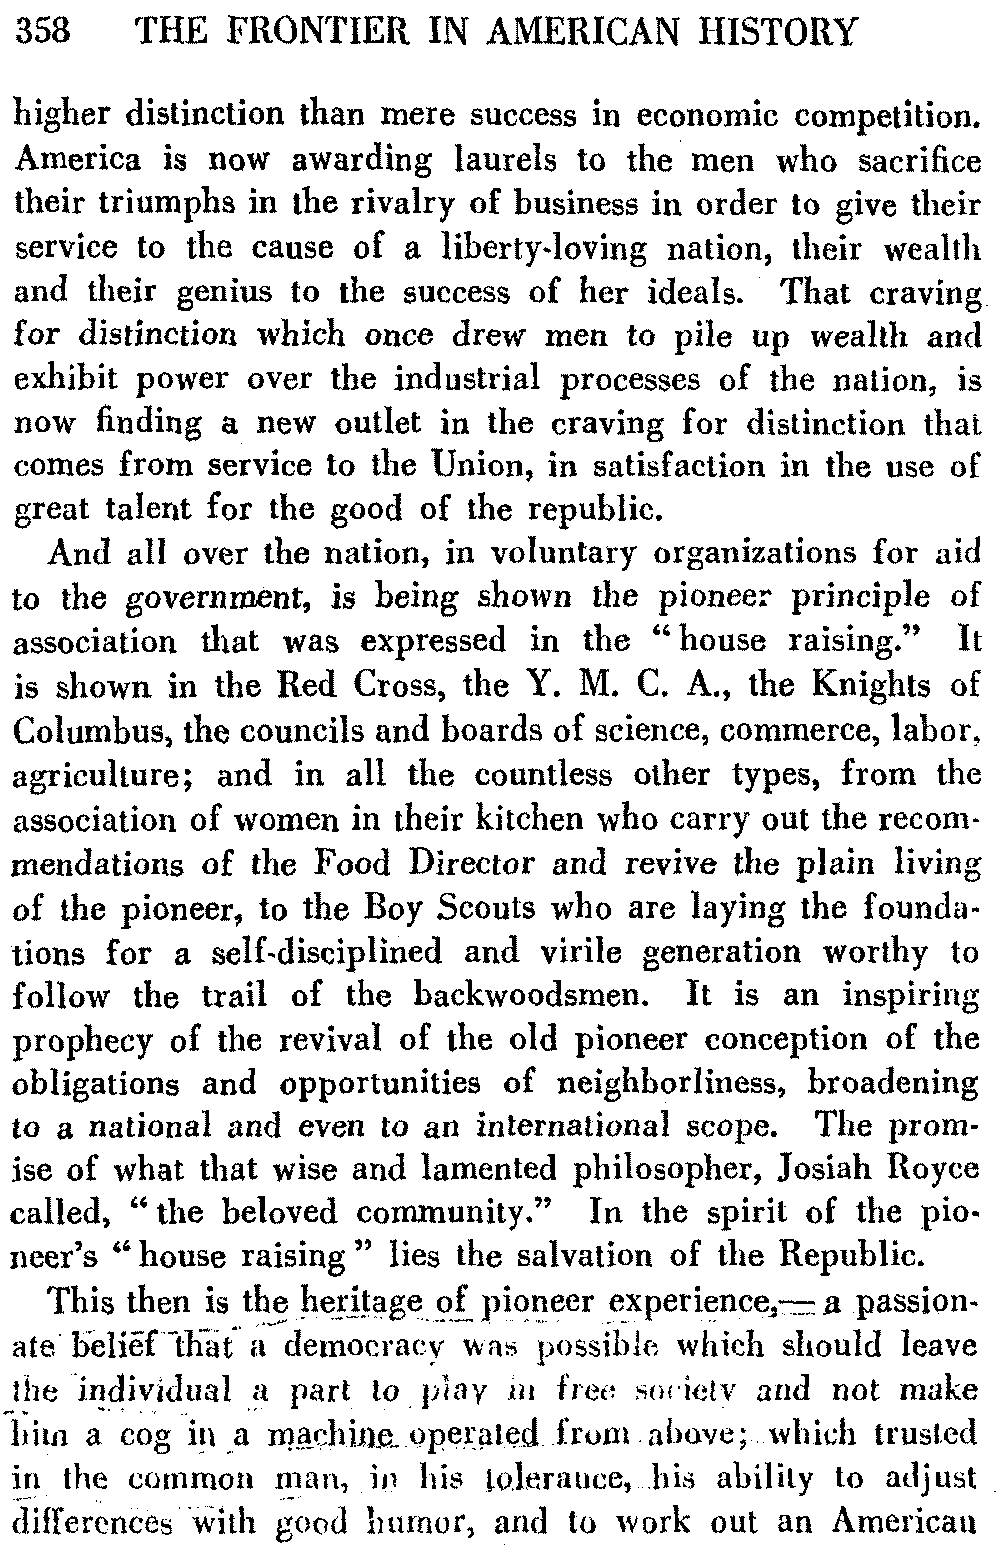 358 THE FRONTIER IN AMERICAN HISTORY
higher distinction than mere success in economic competition.
America is now awarding laurels to the men who sacrifice
their triumphs in the rivalry of business in order to give their
service to the cause of a liberty-loving nation, their wealth
and their genius to the success of her ideals. That craving
for distinction which once drew men to pile up wealth and
exhibit power over the industrial processes of the nation, is
now finding a new outlet in the craving for distinction that
comes from service to the Union, in satisfaction in the use of
great talent for the good of the republic.
And all over the nation, in voluntary organizations for aid
to the government, is being shown the pioneer principle of
association that was expressed in the “house raising.” It
is shown in the Red Cross, the Y. M. C. A., the Knights of
Columbus, the councils and boards of science, commerce, labor,
agriculture; and in all the countless other types, from the
association of women in their kitchen who carry out the recom-
mendations of the Food Director and revive the plain living
of the pioneer, to the Boy Scouts who are laying the founda-
tions for a self-disciplined and virile generation worthy to
follow the trail of the backwoodsmen. It is an inspiring
prophecy of the revival of the old pioneer conception of the
obligations and opportunities of neighborliness, broadening
to a national and even to an international scope. The prom-
ise of what that wise and lamented philosopher, Josiah Royce
called, “the beloved community.” In the spirit of the pio-
neer's “house raising” lies the salvation of the Republic.
This then is the heritage of pioneer experience,— a passion-
ate belief that a democracy was possible which should leave
the individual a part to play in free society and not make
him a cog in a machine operated from above; which trusted
in the common man, in his tolerance, his ability to adjust
differences with good humor, and to work out an American